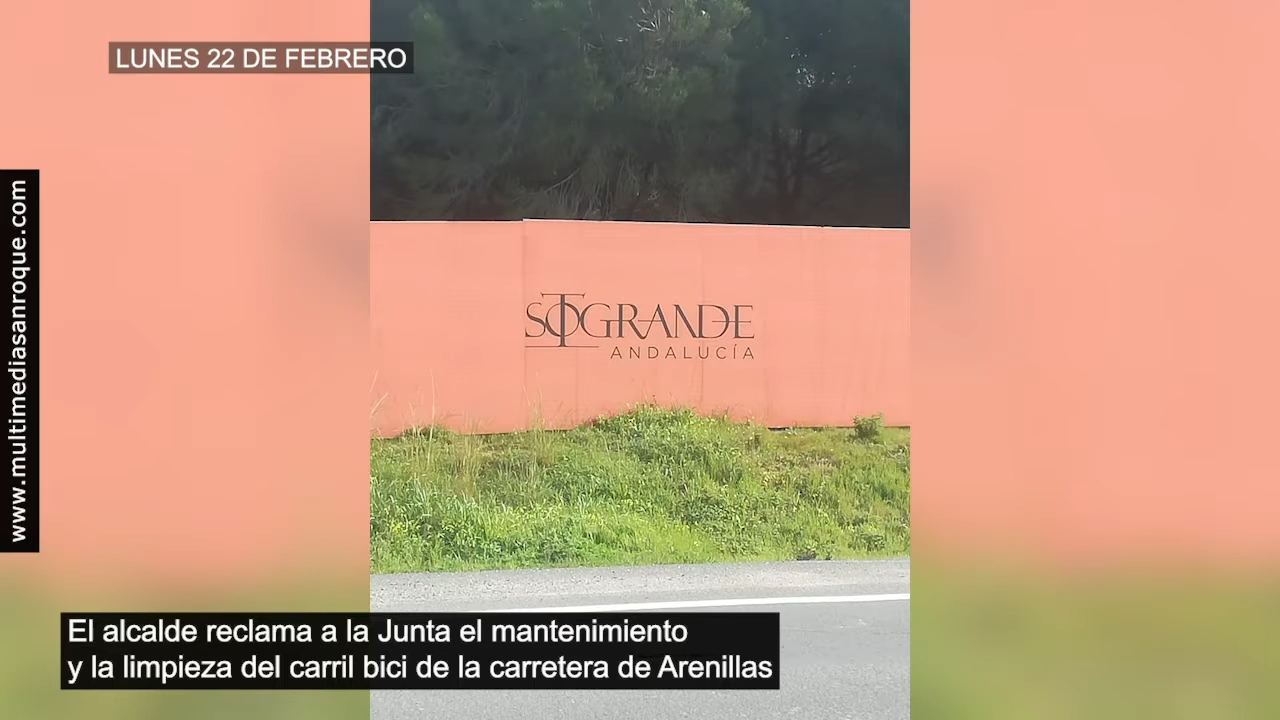 LUNES 22 DE FEBRERO
www.multimediasanroque.com
SOTOGRANDE
ANDALUCÍA
El alcalde reclama a la Junta el mantenimiento
y la limpieza del carril bici de la carretera de Arenillas